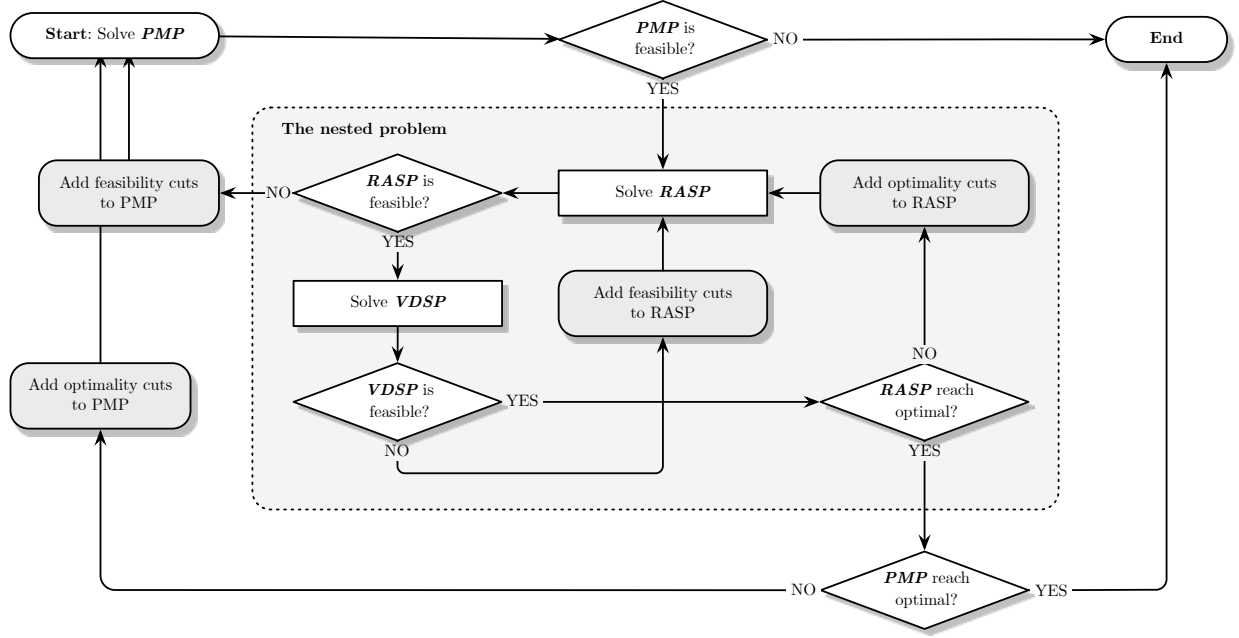 Start: Solve PMP
PMP is
feasible?
NO
End
YES
The nested problem
Add feasibility cuts
to PMP
NO
RASP is
feasible?
Solve RASP
Add optimality cuts
to RASP
YES
Solve VDSP
Add feasibility cuts
to RASP
NO
Add optimality cuts
to PMP
VDSP is
feasible?
YES
RASP reach
optimal?
NO
YES
NO
PMP reach
optimal?
YES